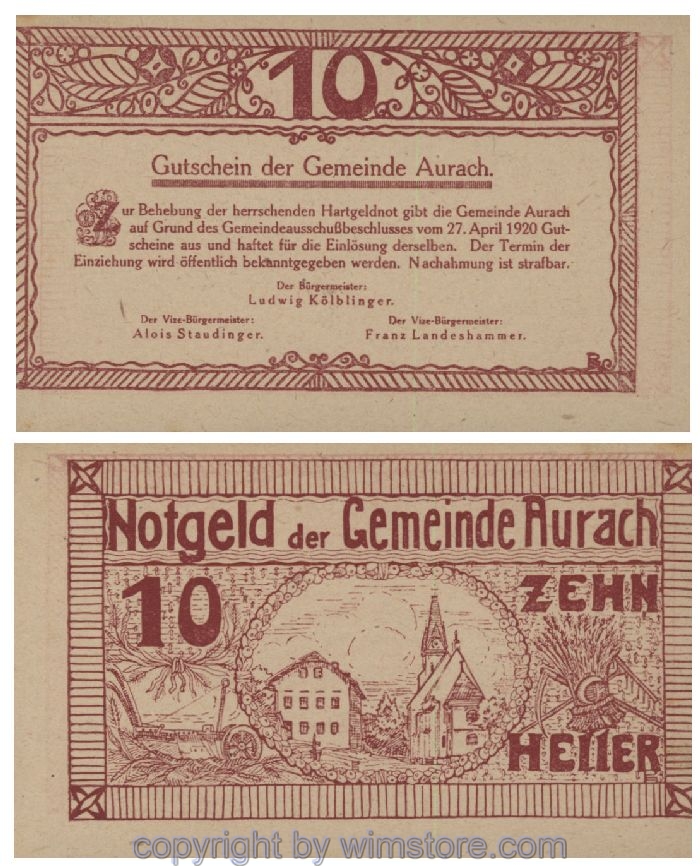 10
Gutschein der Gemeinde Aurach.
Zur Behebung der herrschenden Hartgeldnot gibt die Gemeinde Aurach
auf Grund des Gemeindeausschußbeschlusses vom 27. April 1920 Gut-
scheine aus und haftet für die Einlösung derselben. Der Termin der
Einziehung wird öffentlich bekanntgegeben werden. Nachahmung ist strafbar.
Der Bürgermeister:
Ludwig Kölblinger.
Der Vize-Bürgermeister: Der Vize-Bürgermeister:
Alois Staudinger. Franz Landeshammer.
Notgeld der Gemeinde Aurach
10 ZEHN
HELLER
copyright by wimstore.com